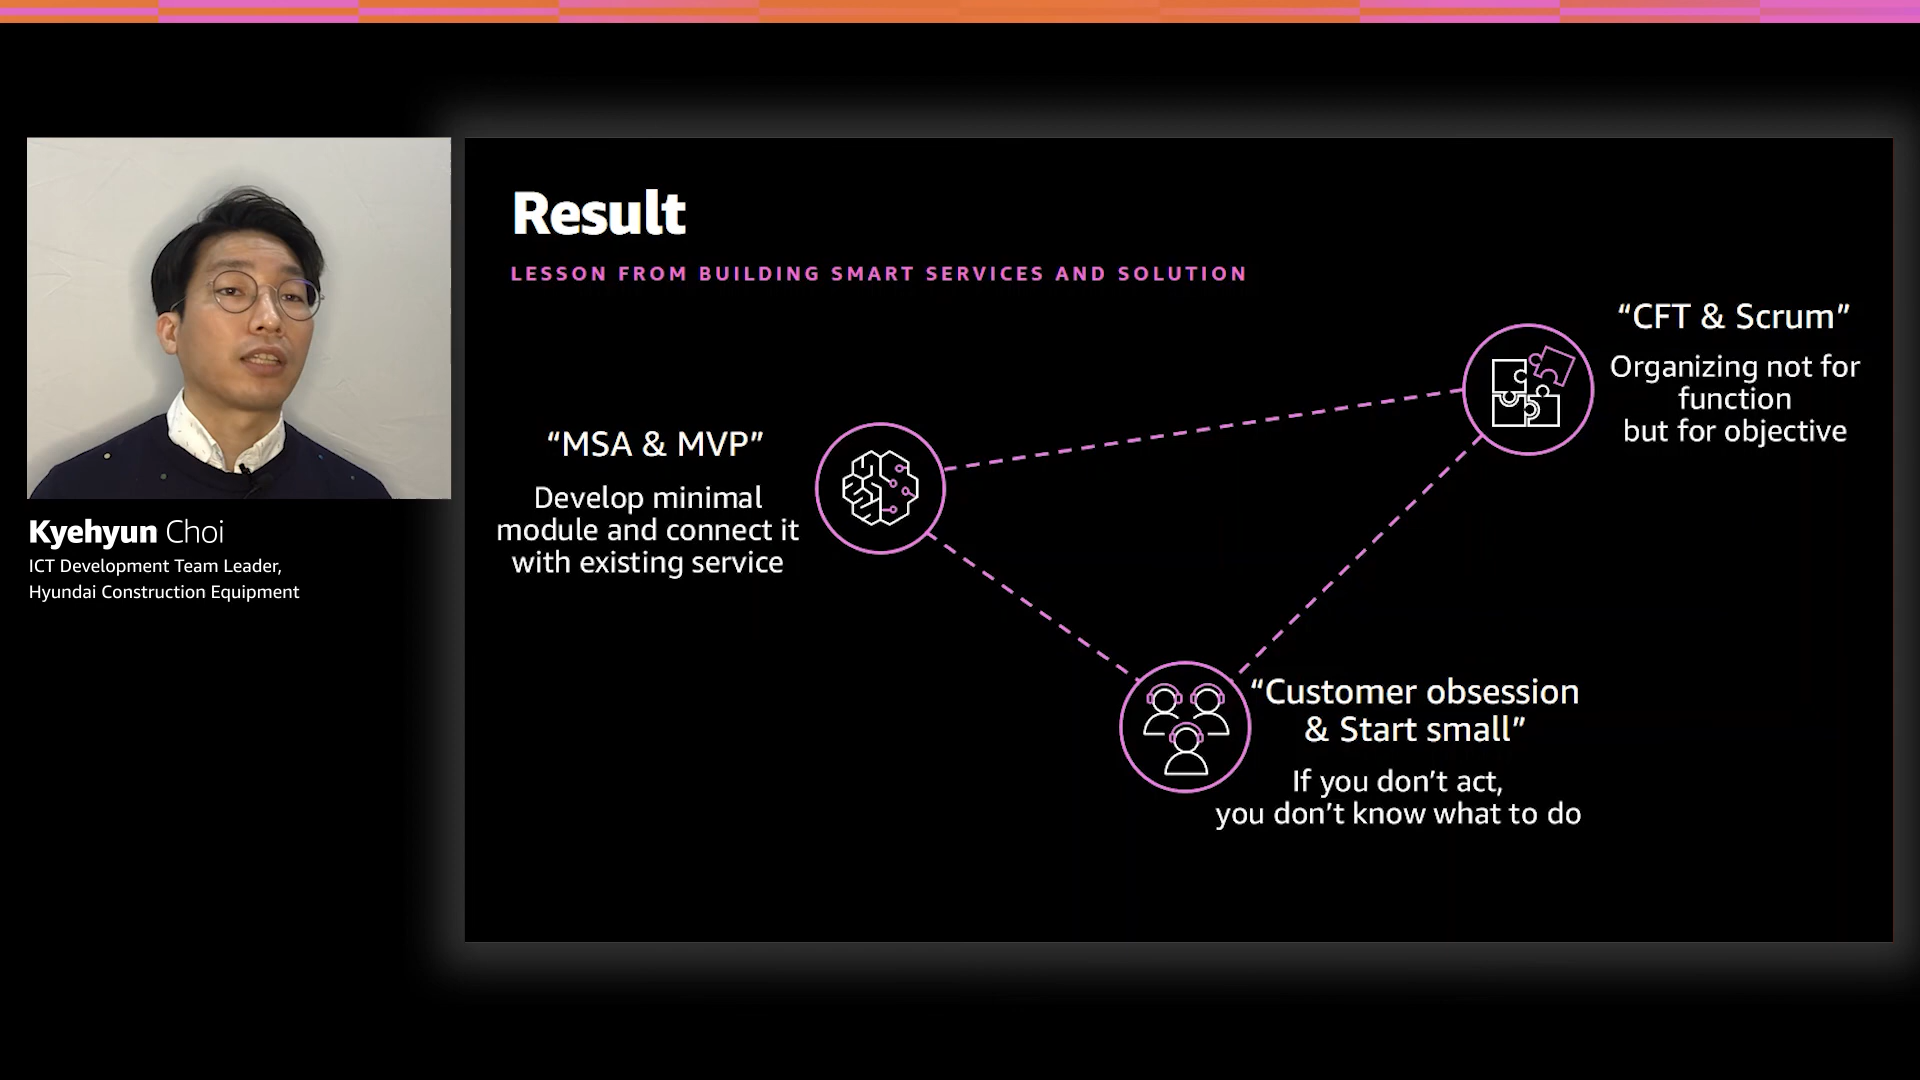 Result
LESSON FROM BUILDING SMART SERVICES AND SOLUTION
“CFT & Scrum”
Organizing not for
function
but for objective
“MSA & MVP”
Develop minimal
module and connect it
with existing service
“Customer obsession
& Start small”
If you don’t act,
you don’t know what to do
Kyehyun Choi
ICT Development Team Leader,
Hyundai Construction Equipment